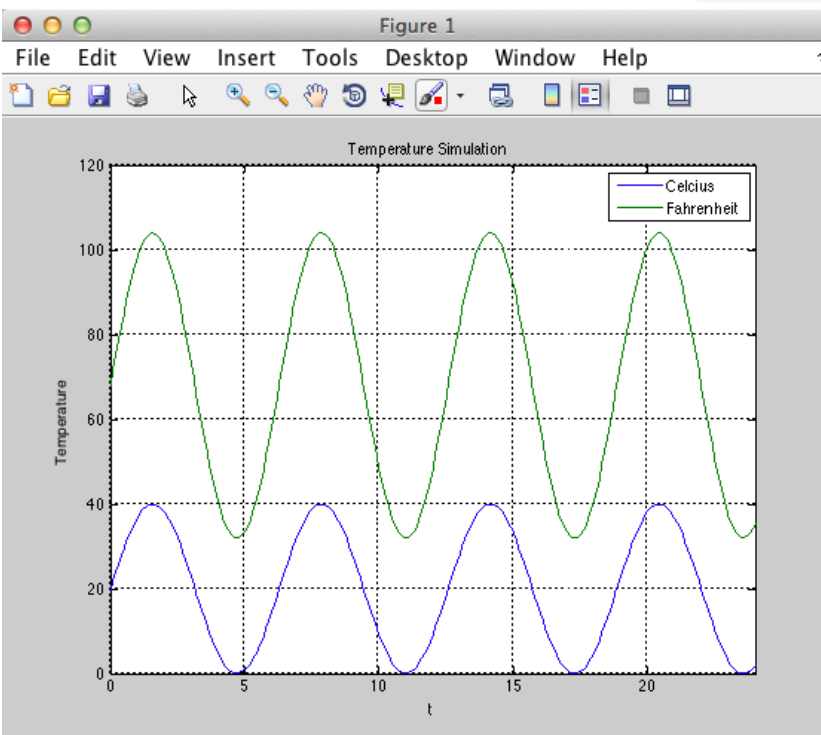 Figure 1
File Edit View Insert Tools Desktop Window Help
Temperature Simulation
Celcius
Fahrenheit
120
100
80
60
40
20
0
Temperature
0 5 10 15 20
t